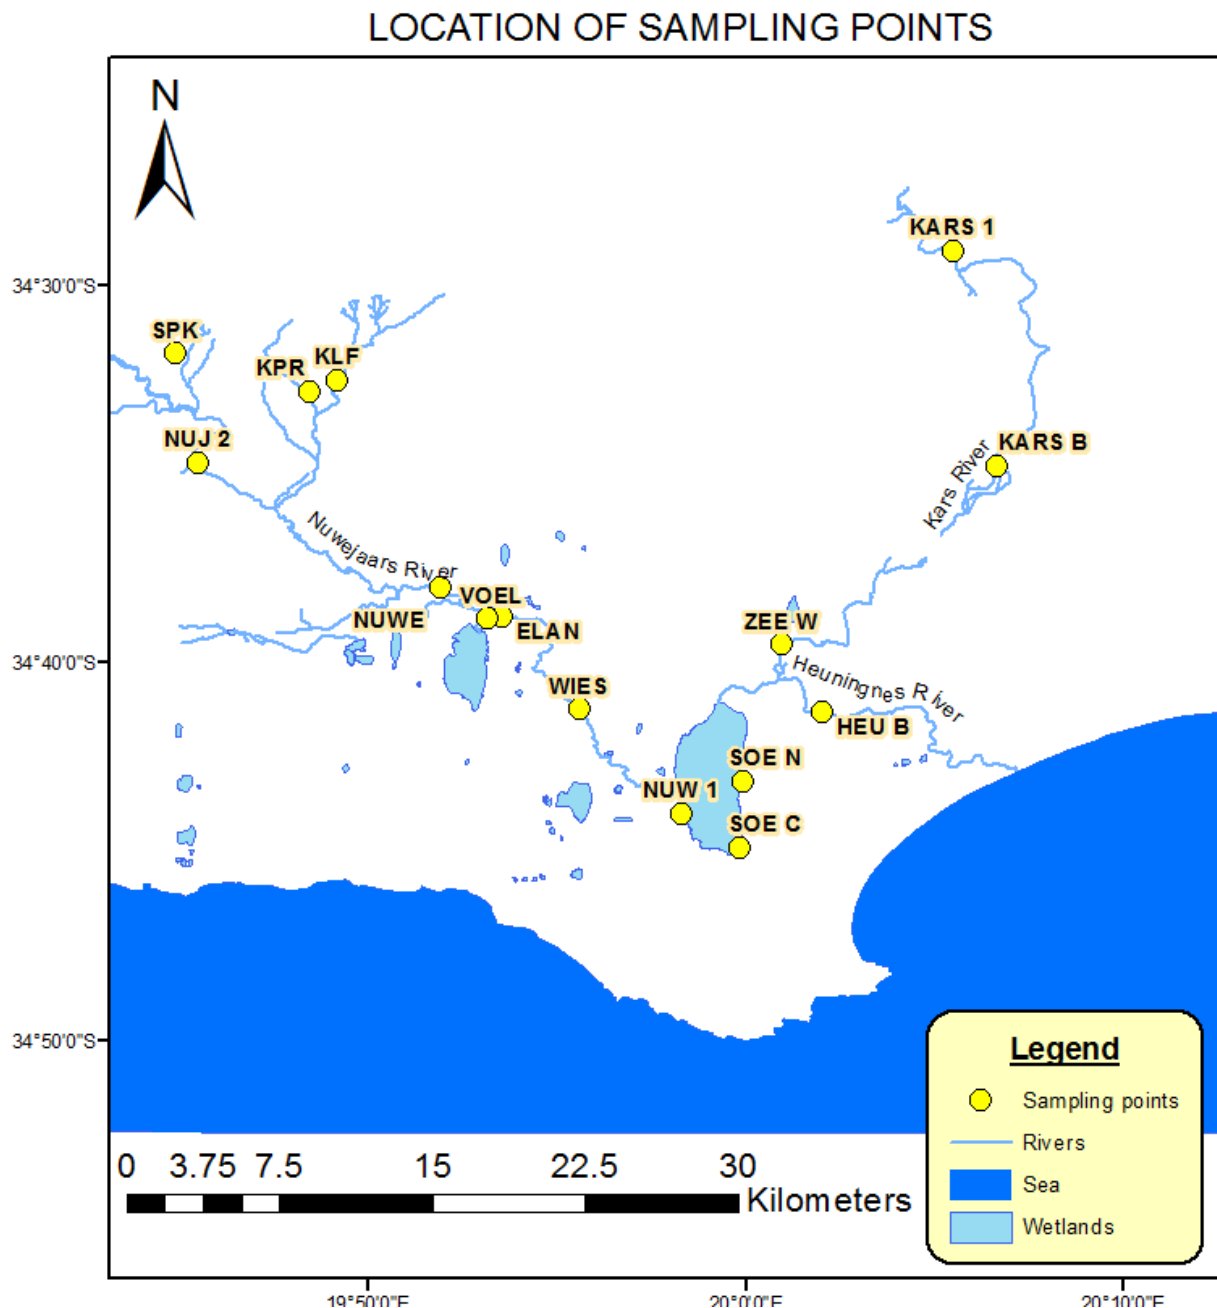 LOCATION OF SAMPLING POINTS
N
KARS 1
34°30'0"S
SPK
KLF
KPR
NUJ 2
KARS B
Kars River
Nuwejaars River
VOEL
NUWE
ELAN
ZEE W
34°40'0"S
Heuningnes River
WIES
HEU B
SOE N
NUW 1
SOE C
34°50'0"S
Legend
Sampling points
Rivers
Sea
Wetlands
0 3.75 7.5 15 22.5 30
Kilometers
19°50'0"E 20°0'0"E 20°10'0"E